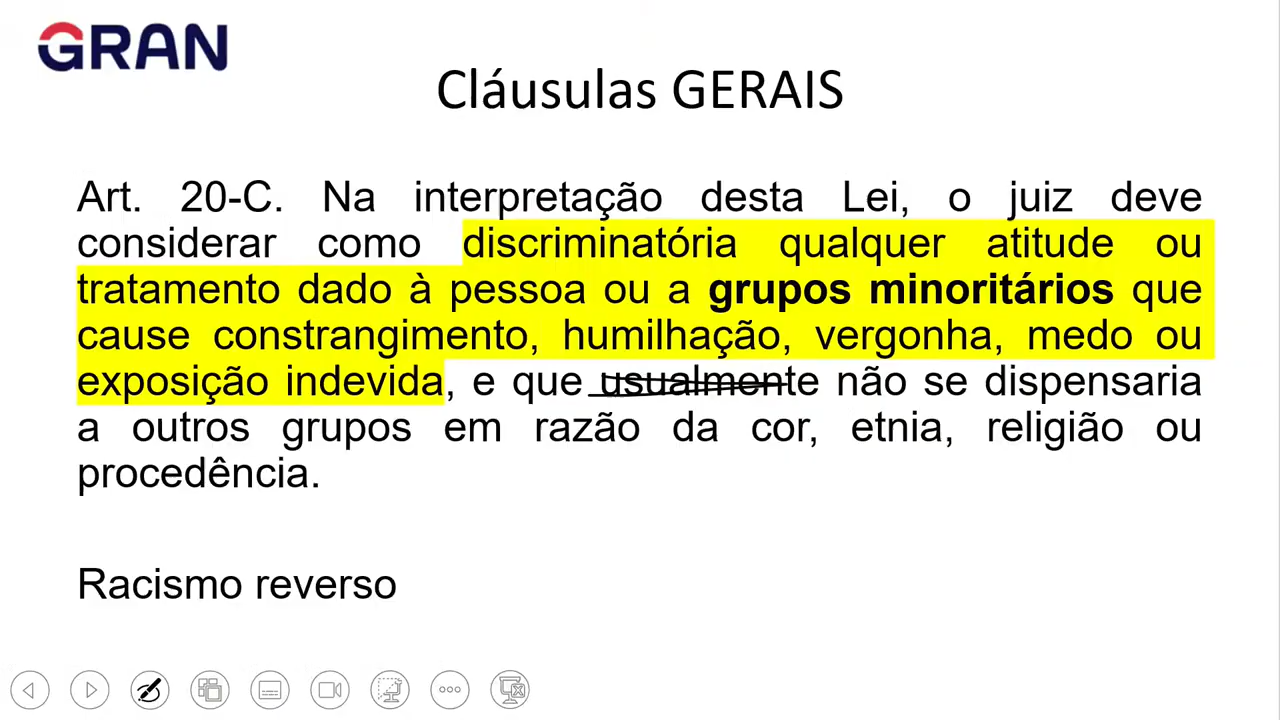 GRAN
Cláusulas GERAIS
Art. 20-C. Na interpretação desta Lei, o juiz deve
considerar como discriminatória qualquer atitude ou
tratamento dado à pessoa ou a grupos minoritários que
cause constrangimento, humilhação, vergonha, medo ou
exposição indevida, e que usualmente não se dispensaria
a outros grupos em razão da cor, etnia, religião ou
procedência.
Racismo reverso